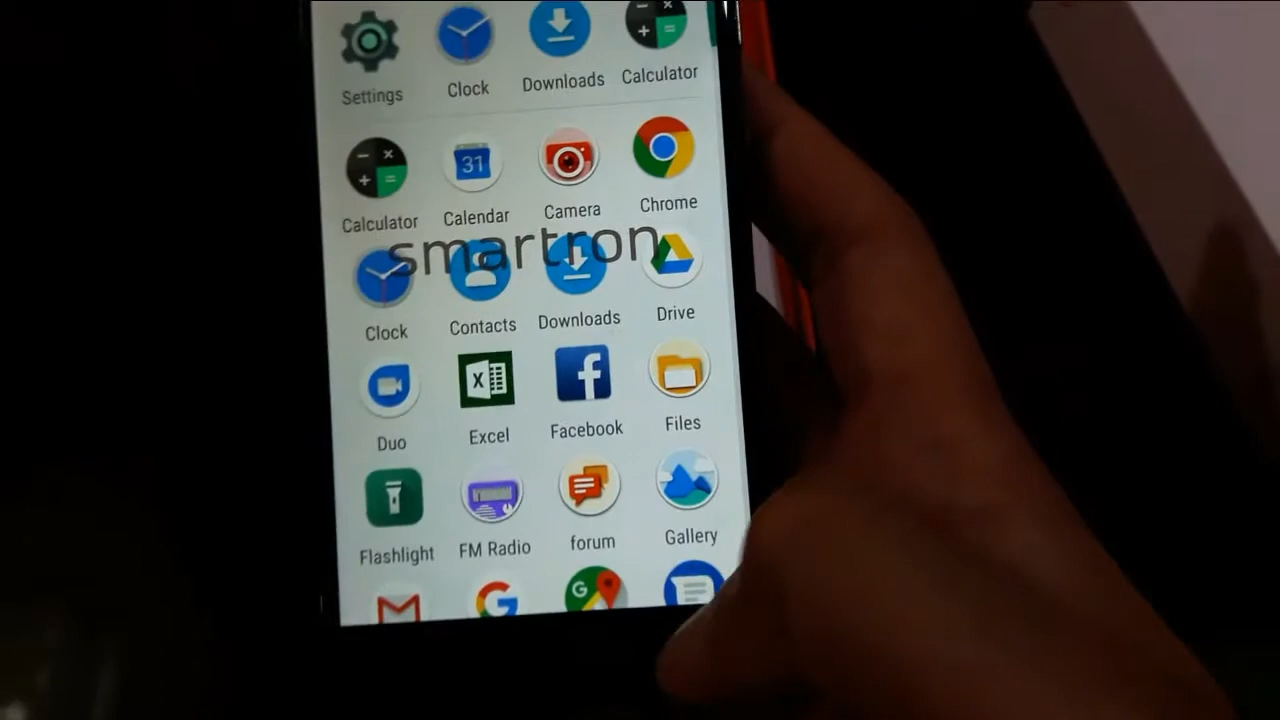 Settings Clock Downloads Calculator
Calculator Calendar Camera Chrome
smartron
Clock Contacts Downloads Drive
Duo Excel Facebook Files
Flashlight FM Radio forum Gallery
31